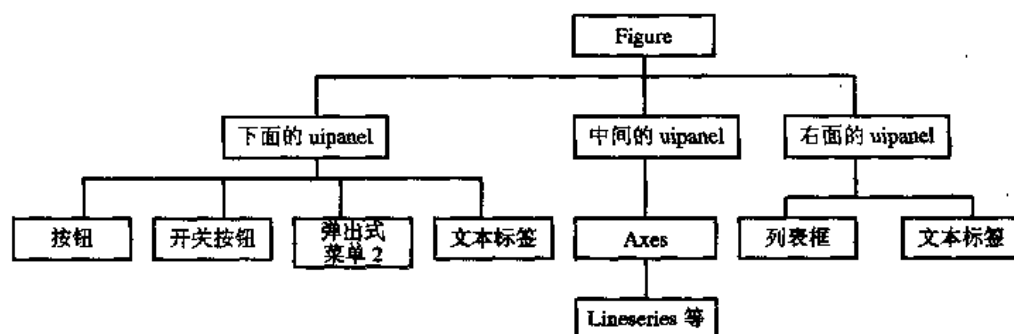 Figure
下面的 uipanel
中间的 uipanel
右面的 uipanel
按钮
开关按钮
弹出式
菜单 2
文本标签
Axes
列表框
文本标签
Lineseries 等